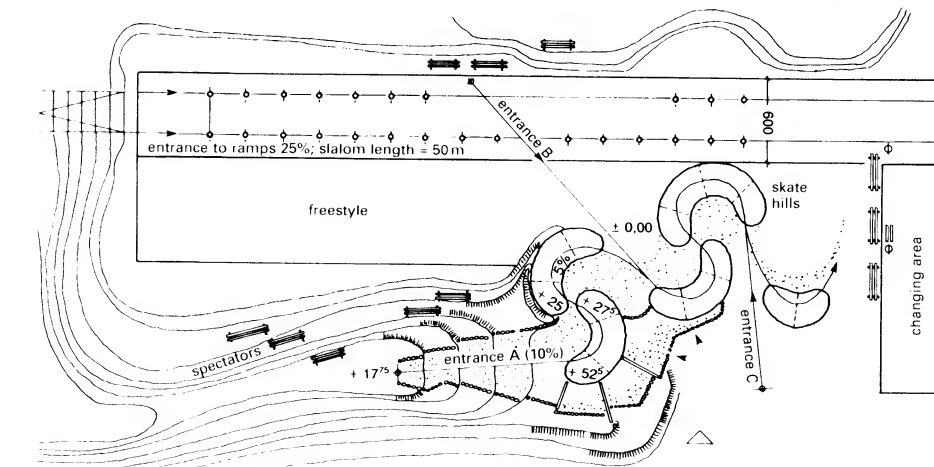 entrance B
600
entrance to ramps 25%; slalom length = 50 m
freestyle
skate
hills
± 0,00
5%
+ 25
+ 27⁵
changing area
entrance C
spectators
entrance A (10%)
+ 17⁷⁵
+ 52⁵